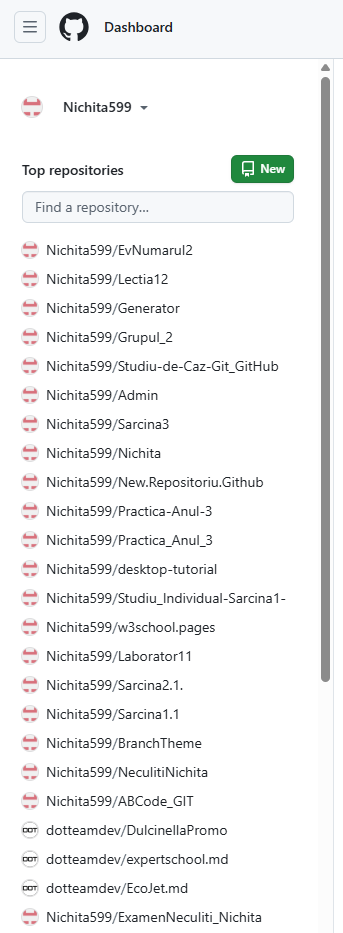 Dashboard
Nichita599
Top repositories
New
Find a repository...
Nichita599/EvNumarul2
Nichita599/Lectia12
Nichita599/Generator
Nichita599/Grupul_2
Nichita599/Studiu-de-Caz-Git_GitHub
Nichita599/Admin
Nichita599/Sarcina3
Nichita599/Nichita
Nichita599/New.Repositoriu.Github
Nichita599/Practica-Anul-3
Nichita599/Practica_Anul_3
Nichita599/desktop-tutorial
Nichita599/Studiu_Individual-Sarcina1-
Nichita599/w3school.pages
Nichita599/Laborator11
Nichita599/Sarcina2.1.
Nichita599/Sarcina1.1
Nichita599/BranchTheme
Nichita599/NeculitiNichita
Nichita599/ABCode_GIT
DOT dotteamdev/DulcinellaPromo
DOT dotteamdev/expertschool.md
DOT dotteamdev/EcoJet.md
Nichita599/ExamenNeculiti_Nichita